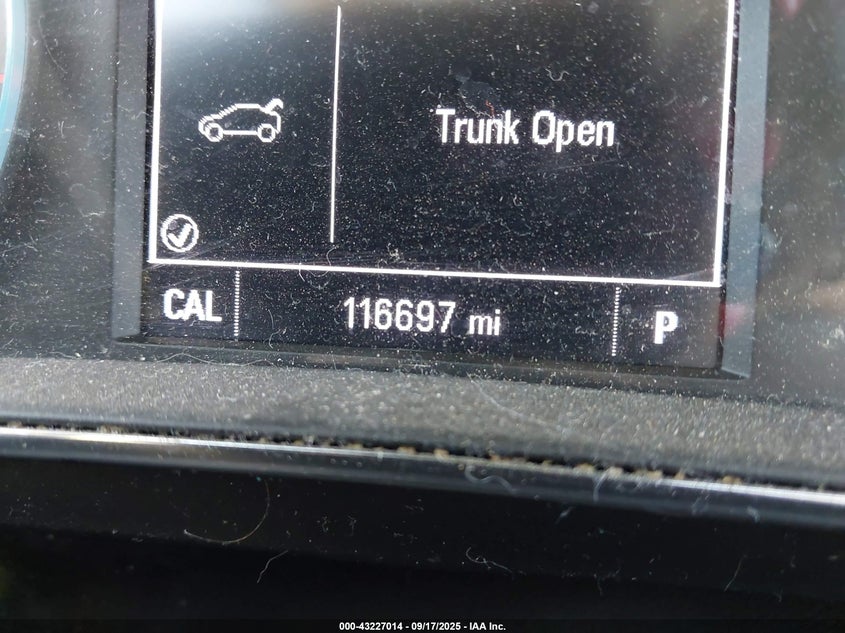 Trunk Open
CAL 116697 mi P
000-43227014 - 09/17/2025 - IAA Inc.